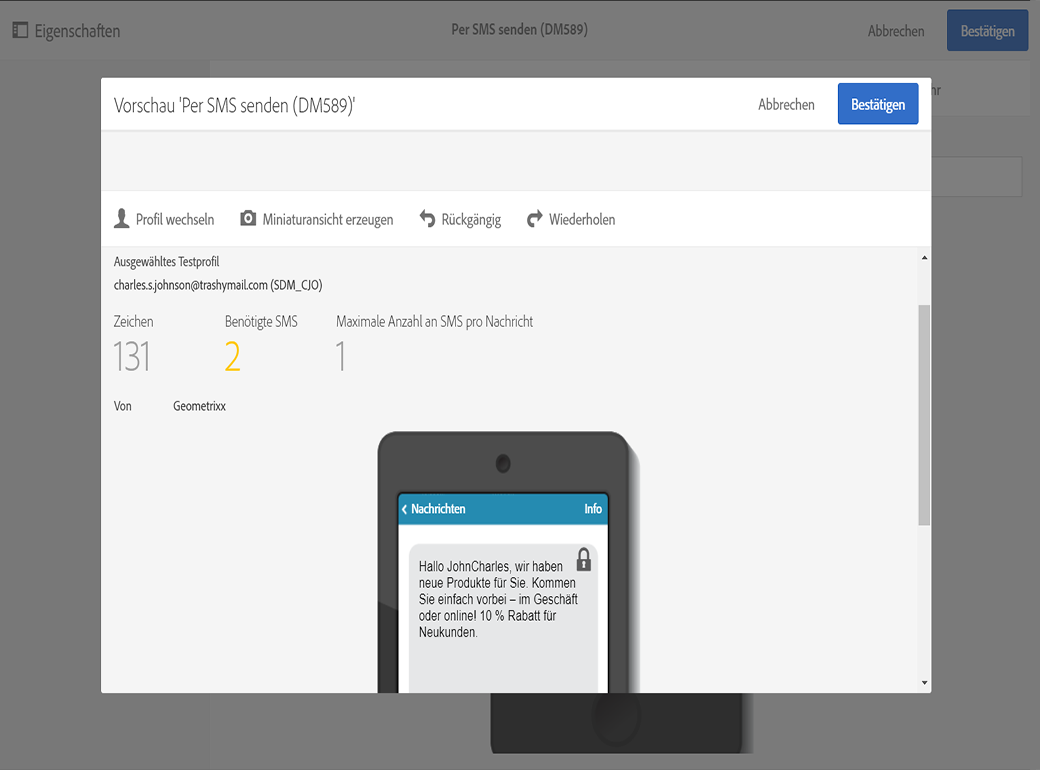 Eigenschaften
Per SMS senden (DM589)
Abbrechen
Bestätigen
Vorschau 'Per SMS senden (DM589)'
Abbrechen
Bestätigen
Profil wechseln
Miniaturansicht erzeugen
Rückgängig
Wiederholen
Ausgewähltes Testprofil
charles.s.johnson@trashymail.com (SDM_CJO)
Zeichen
Benötigte SMS
Maximale Anzahl an SMS pro Nachricht
131
2
1
Von
Geometrixx
Nachrichten
Info
Hallo JohnCharles, wir haben
neue Produkte für Sie. Kommen
Sie einfach vorbei – im Geschäft
oder online! 10 % Rabatt für
Neukunden.